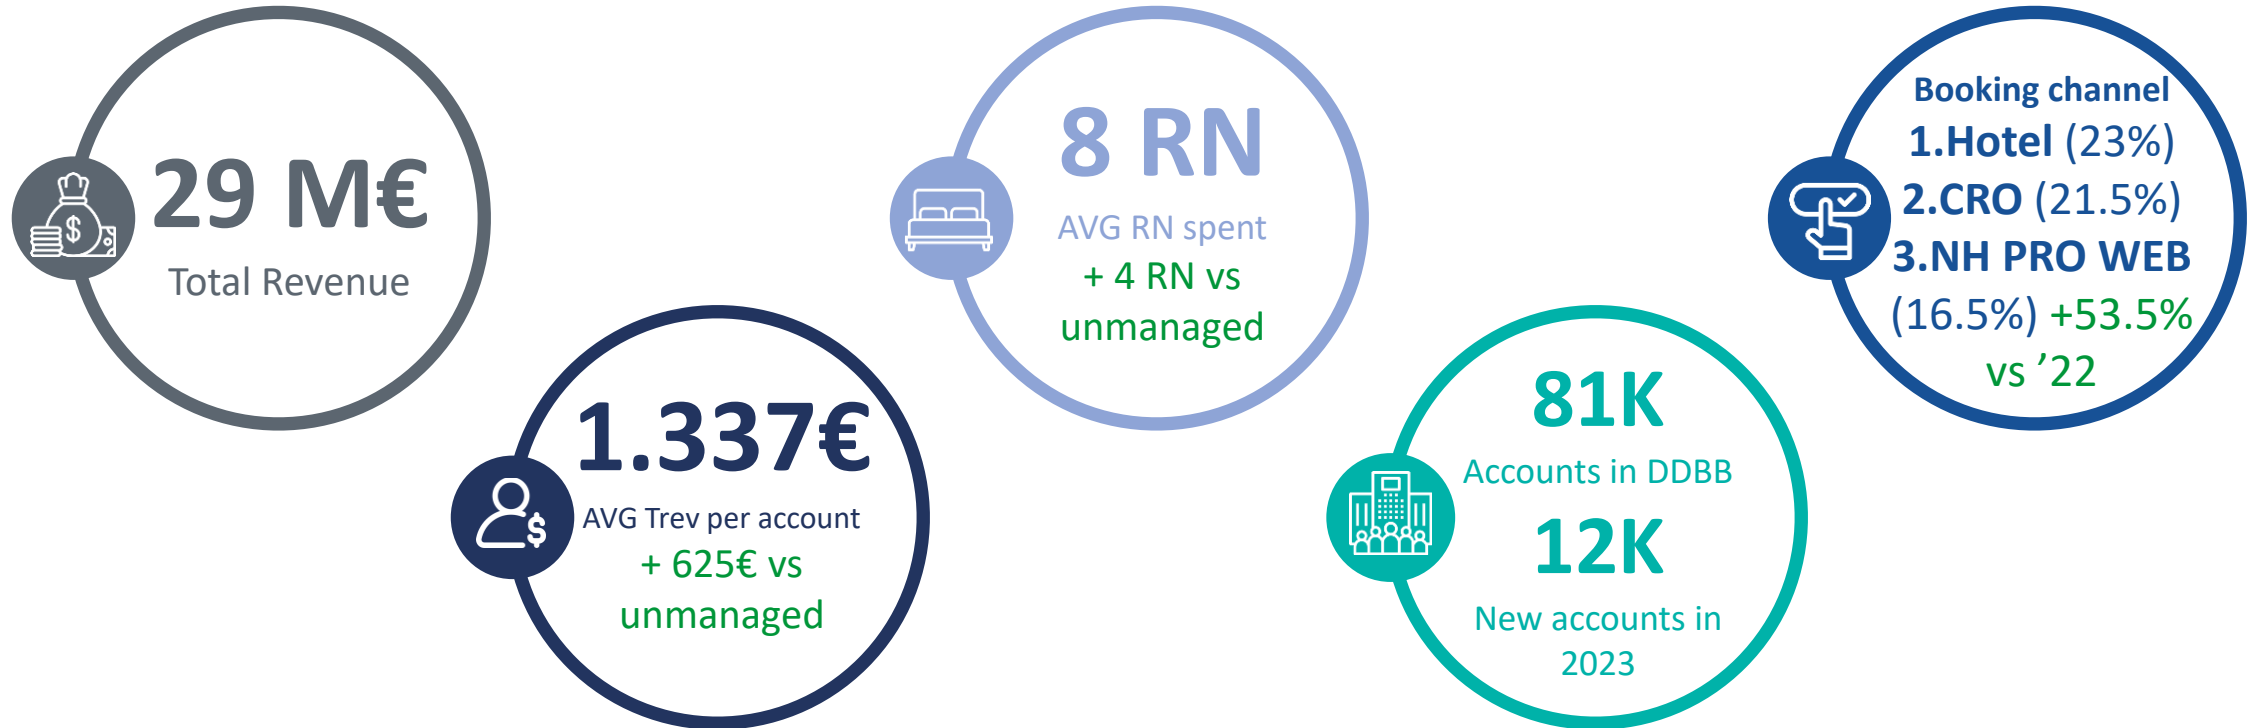 29 M€
Total Revenue
1.337€
AVG Trev per account
+ 625€ vs
unmanaged
8 RN
AVG RN spent
+ 4 RN vs
unmanaged
81K
Accounts in DDBB
12K
New accounts in
2023
Booking channel
1.Hotel (23%)
2.CRO (21.5%)
3.NH PRO WEB
(16.5%) +53.5%
vs ’22
$
$